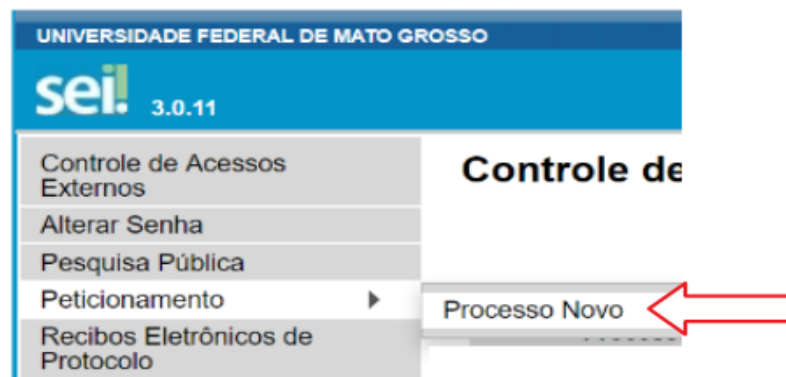 UNIVERSIDADE FEDERAL DE MATO GROSSO
sei! 3.0.11
Controle de Acessos
Externos
Controle de
Alterar Senha
Pesquisa Pública
Peticionamento
Processo Novo
Recibos Eletrônicos de
Protocolo